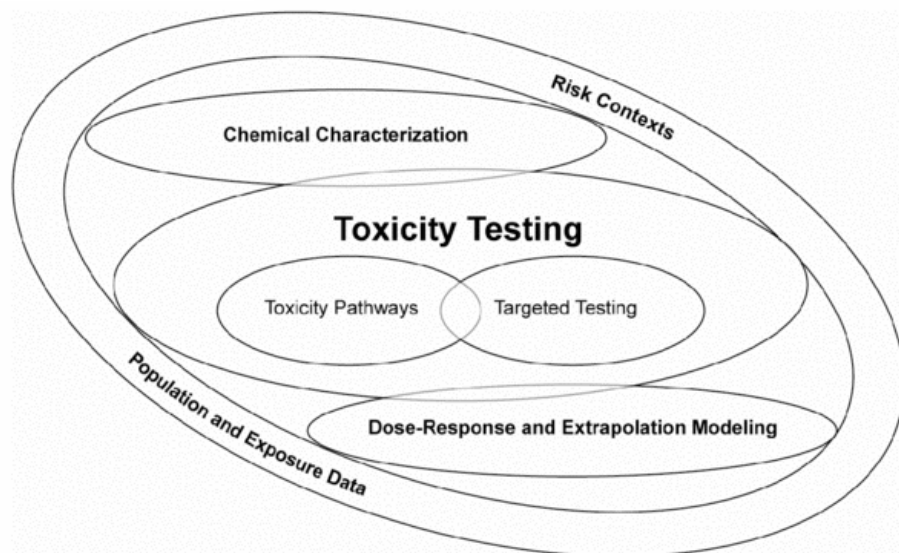 Risk Contexts
Chemical Characterization
Toxicity Testing
Toxicity Pathways
Targeted Testing
Population and Exposure Data
Dose-Response and Extrapolation Modeling